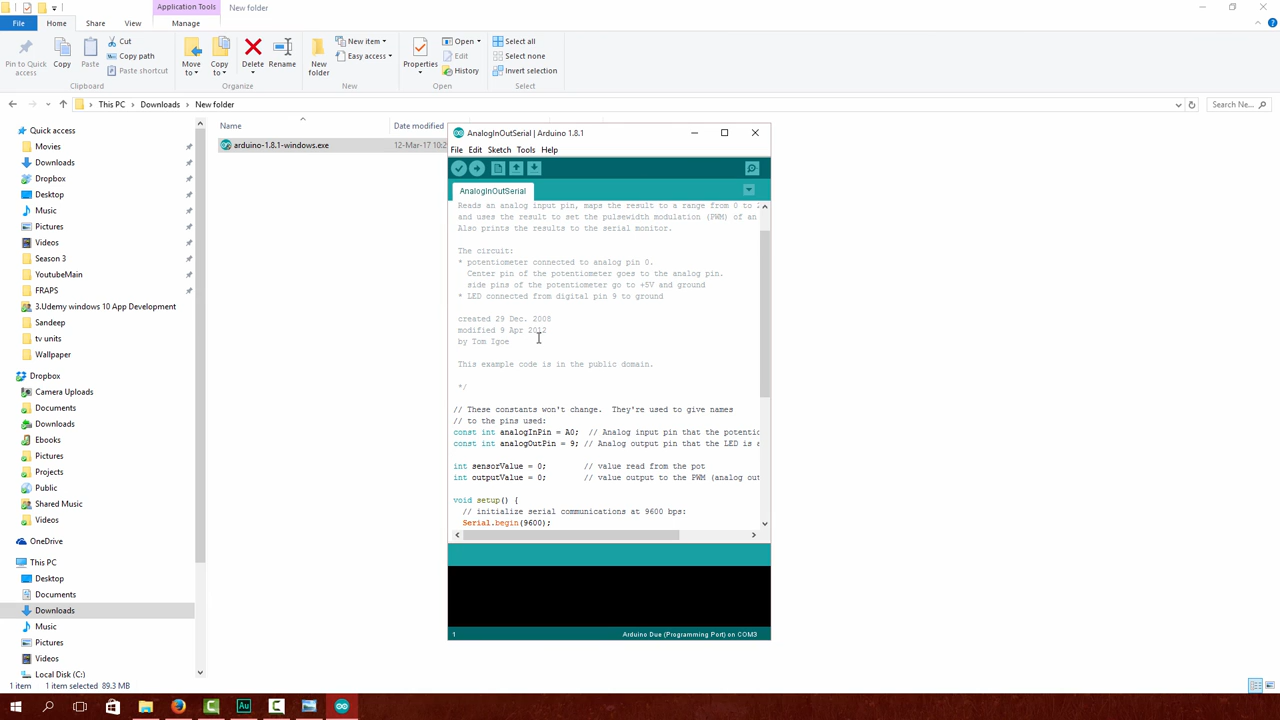 Application Tools New folder
File Home Share View Manage
Pin to Quick access
Copy
Paste
Cut
Copy path
Paste shortcut
Clipboard
Move to
Copy to
Delete
Rename
Organize
New folder
New item
Easy access
New
Properties
Open
Edit
History
Open
Select all
Select none
Invert selection
Select
This PC Downloads New folder
Search Ne...
Quick access
Movies
Downloads
Dropbox
Desktop
Music
Pictures
Videos
Season 3
YouTubeMain
FRAPS
3.Udemy windows 10 App Development
Sandeep
tv units
Wallpaper
Dropbox
Camera Uploads
Documents
Downloads
Ebooks
Pictures
Projects
Public
Shared Music
Videos
OneDrive
This PC
Desktop
Documents
Downloads
Music
Pictures
Videos
Local Disk (C:)
1 item 1 item selected 89.3 MB
Name Date modified
arduino-1.8.1-windows.exe 12-Mar-17 10:2
AnalogInOutSerial | Arduino 1.8.1
File Edit Sketch Tools Help
AnalogInOutSerial
Reads an analog input pin, maps the result to a range from 0 to
and uses the result to set the pulsewidth modulation (PWM) of an
Also prints the results to the serial monitor.
The circuit:
* potentiometer connected to analog pin 0.
Center pin of the potentiometer goes to the analog pin.
side pins of the potentiometer go to +5V and ground
* LED connected from digital pin 9 to ground
created 29 Dec. 2008
modified 9 Apr 2012
by Tom Igoe
This example code is in the public domain.
*/
// These constants won't change. They're used to give names
// to the pins used:
const int analogInPin = A0; // Analog input pin that the potentio
const int analogOutPin = 9; // Analog output pin that the LED is a
int sensorValue = 0; // value read from the pot
int outputValue = 0; // value output to the PWM (analog out
void setup() {
// initialize serial communications at 9600 bps:
Serial.begin(9600);
1 Arduino Due (Programming Port) on COM3